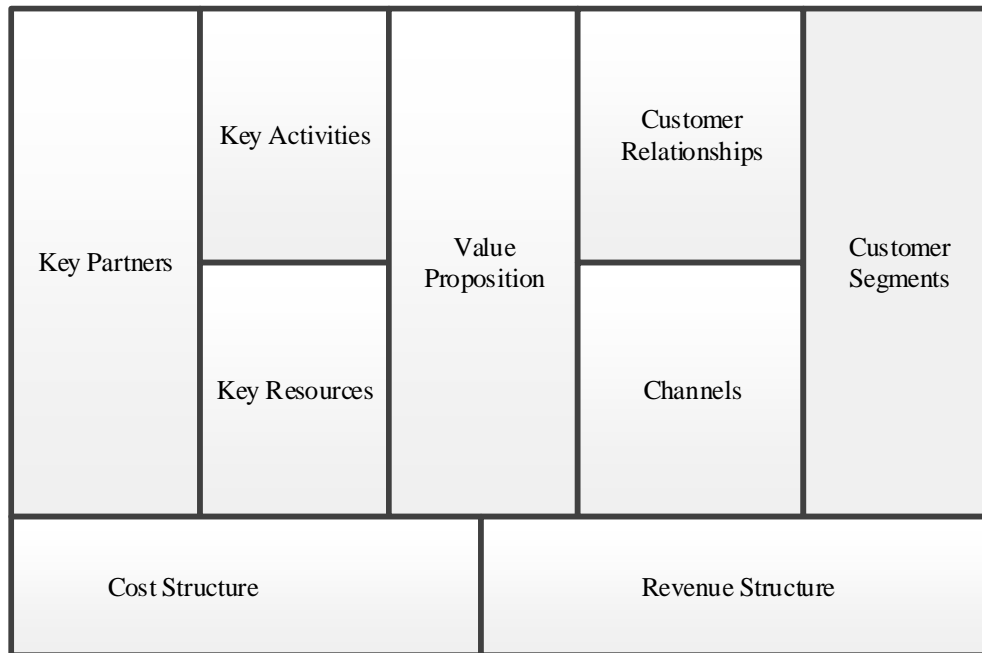 Key Partners
Key Activities
Key Resources
Value
Proposition
Customer
Relationships
Channels
Customer
Segments
Cost Structure
Revenue Structure